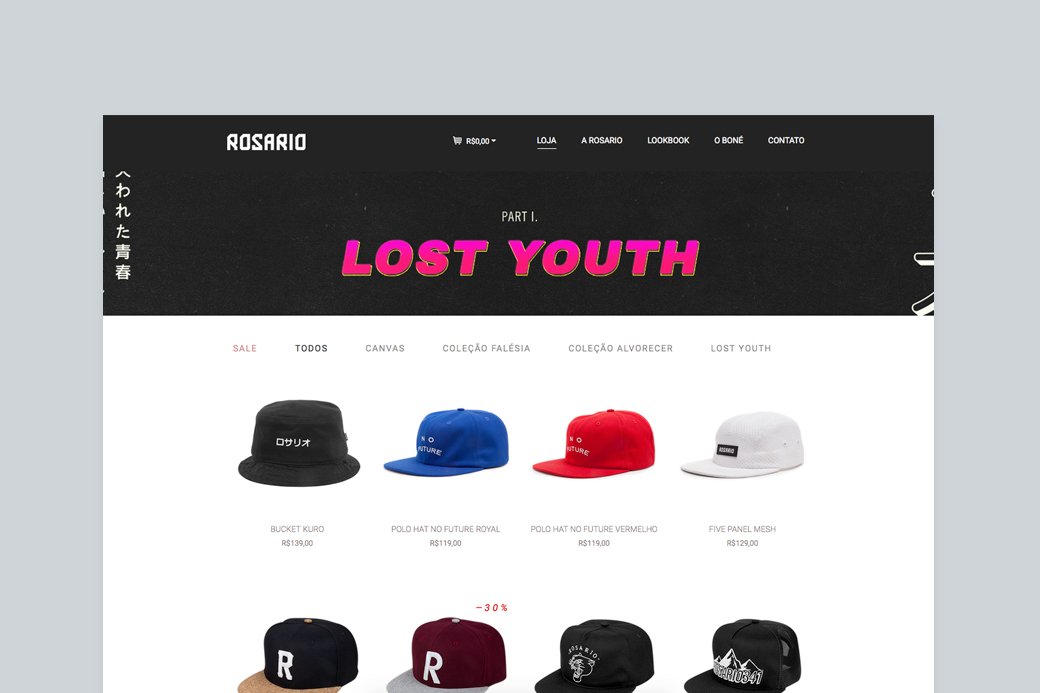 ROSARIO
R$0,00
LOJA
A ROSARIO
LOOKBOOK
O BONÉ
CONTATO
われた青春
PART I.
LOST YOUTH
SALE
TODOS
CANVAS
COLEÇÃO FALÉSIA
COLEÇÃO ALVORECER
LOST YOUTH
ロサリオ
NO
FUTURE
NO
FUTURE
ROSARIO
BUCKET KURO
POLO HAT NO FUTURE ROYAL
POLO HAT NO FUTURE VERMELHO
FIVE PANEL MESH
R$139,00
R$119,00
R$119,00
R$129,00
–30%
R
R
ROSARIO